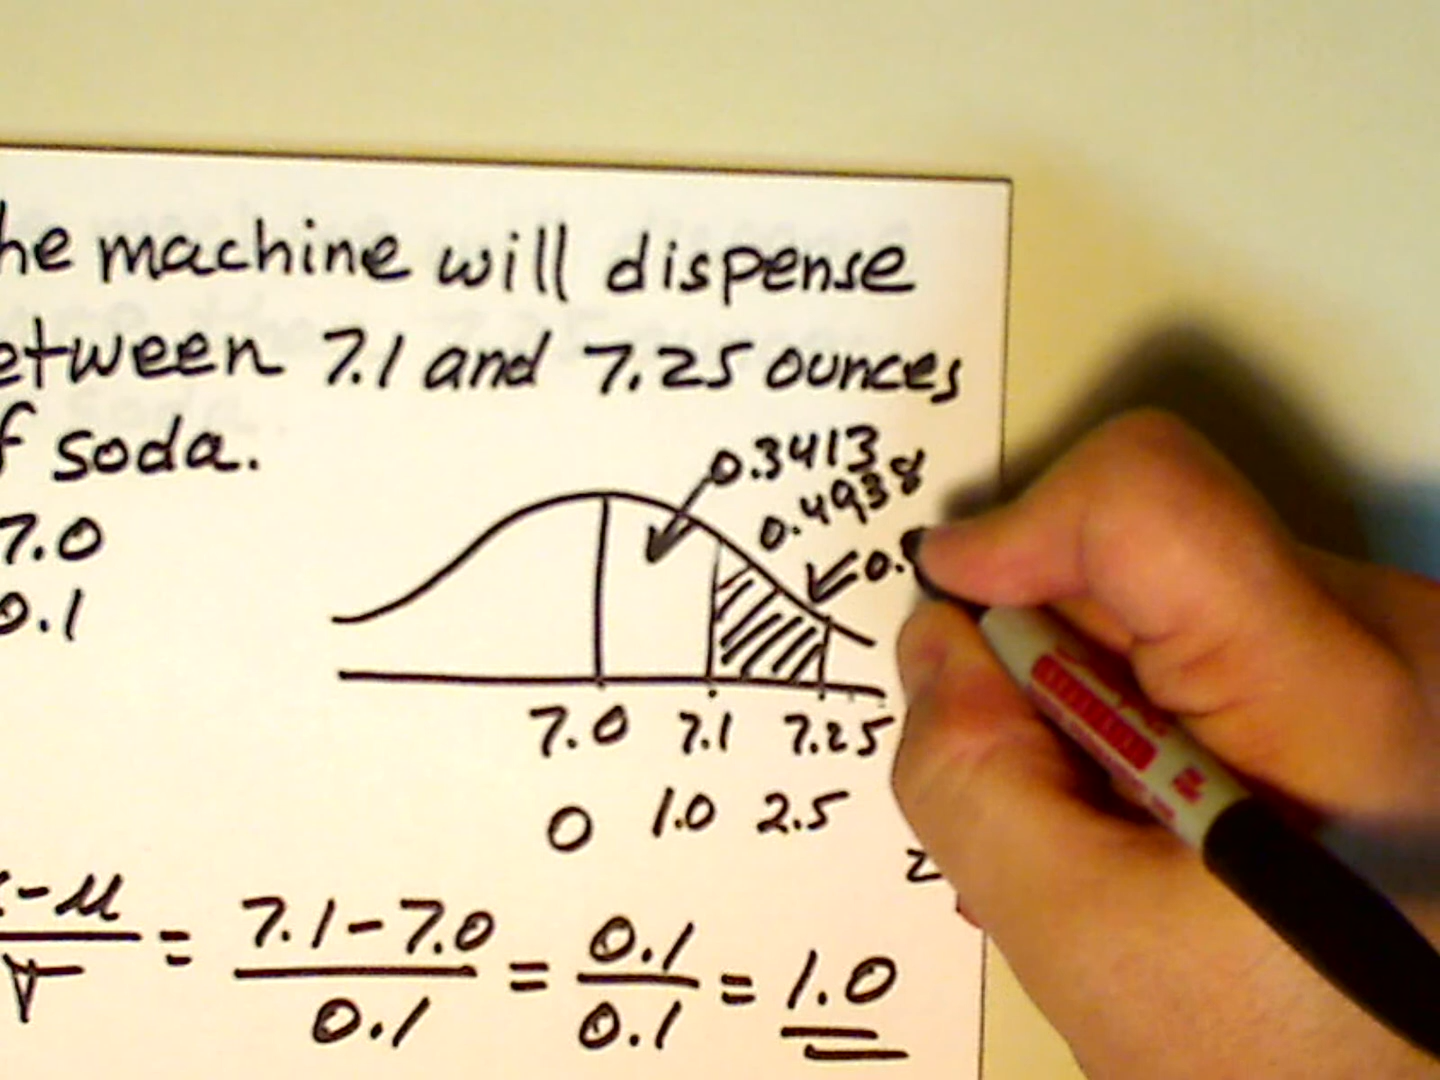 he machine will dispense
etween 7.1 and 7.25 ounces
f soda.
0.3413
0.4938
7.0
0.1
0.
7.0 7.1 7.25
0 1.0 2.5
z
x-μ = 7.1-7.0 = 0.1 = 1.0
σ 0.1 0.1